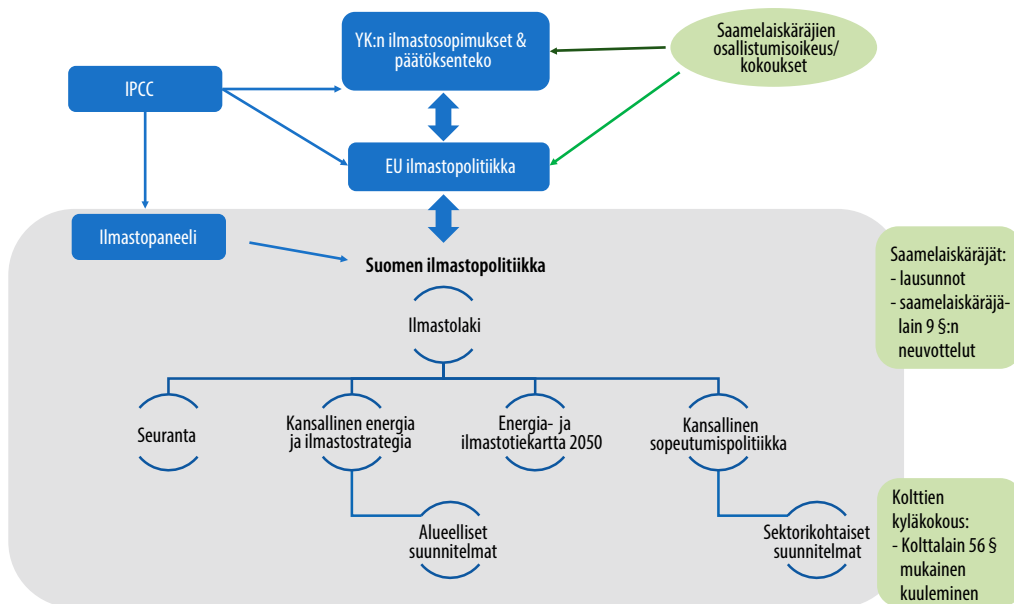 YK:n ilmastosopimukset &
päätöksenteko
Saamelaiskäräjien
osallistumisoikeus/
kokoukset
IPCC
EU ilmastopolitiikka
Ilmastopaneeli
Suomen ilmastopolitiikka
Saamelaiskäräjät:
- lausunnot
- saamelaiskäräjä-
lain 9 §:n
neuvottelut
Ilmastolaki
Seuranta
Kansallinen energia
ja ilmastostrategia
Energia- ja
ilmastotiekartta 2050
Kansallinen
sopeutumispolitiikka
Alueelliset
suunnitelmat
Sektorikohtaiset
suunnitelmat
Kolttien
kyläkokous:
- Kolttalain 56 §
mukainen
kuuleminen